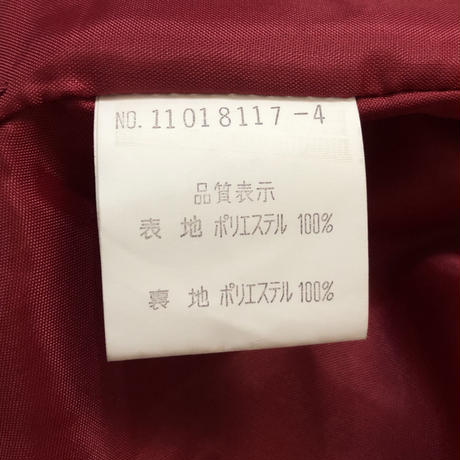 NO.11018117-4
品質表示
表 地 ポリエステル 100%
裏 地 ポリエステル 100%